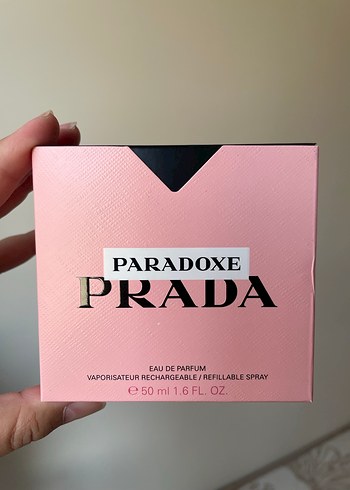 PARADOXE
PRADA
EAU DE PARFUM
VAPORISATEUR RECHARGEABLE / REFILLABLE SPRAY
℮ 50 ml 1.6 FL. OZ.